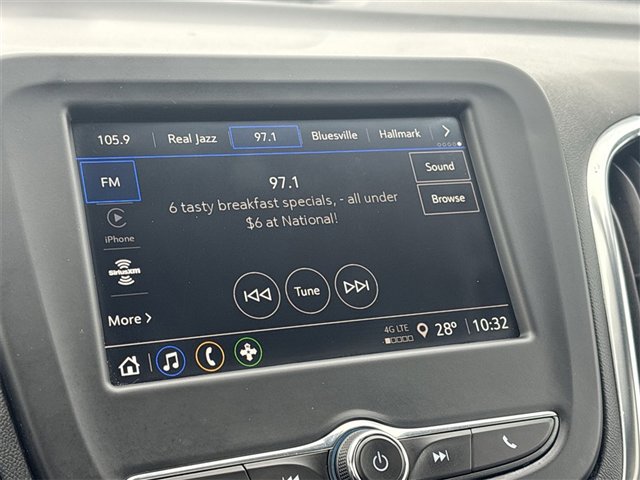 105.9 Real Jazz 97.1 Bluesville Hallmark
FM
97.1
Sound
6 tasty breakfast specials, - all under
$6 at National!
Browse
iPhone
SiriusXM
Tune
More
4G LTE
28° 10:32